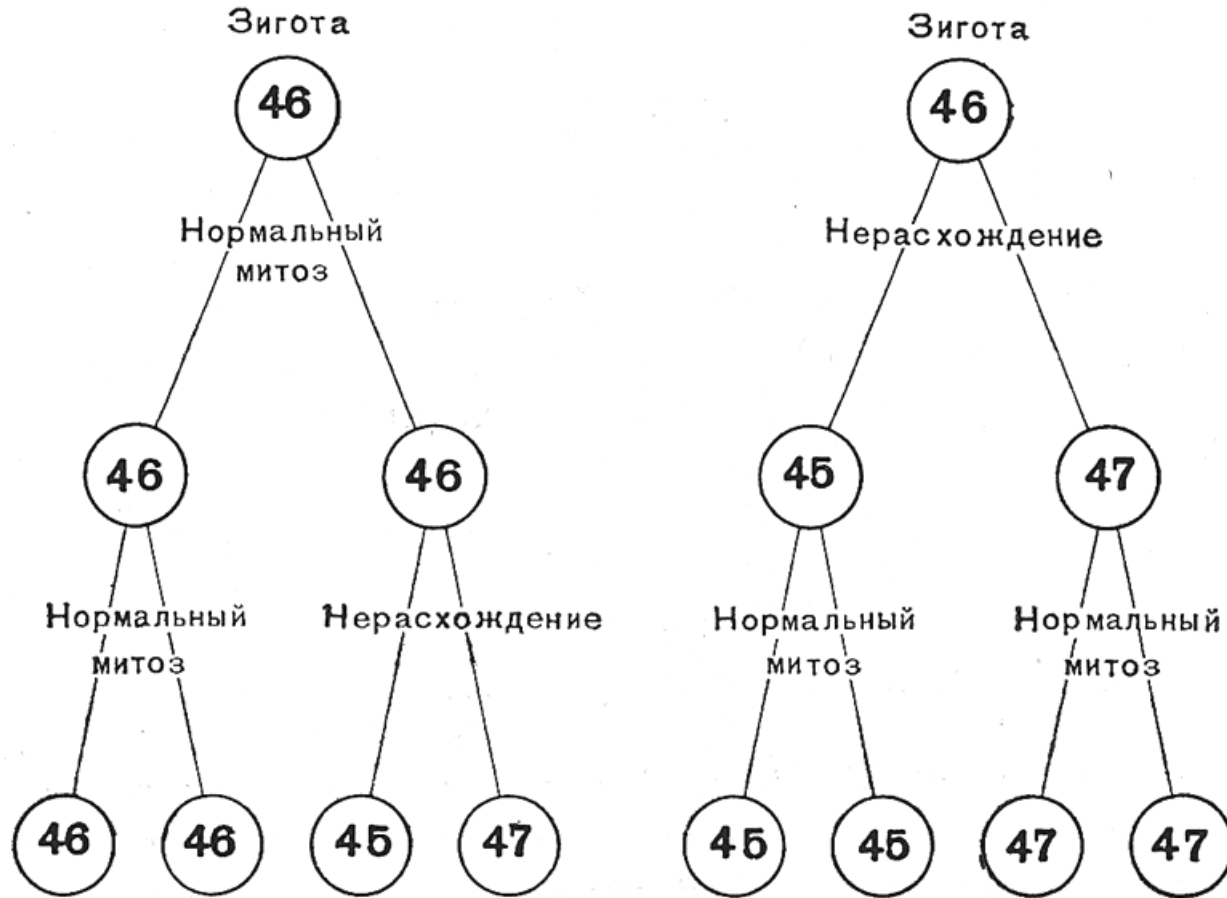 Зигота
46
Нормальный
митоз
46 46
Нормальный
митоз
Нерасхождение
46 46 45 47
Зигота
46
Нерасхождение
45 47
Нормальный
митоз
Нормальный
митоз
45 45 47 47